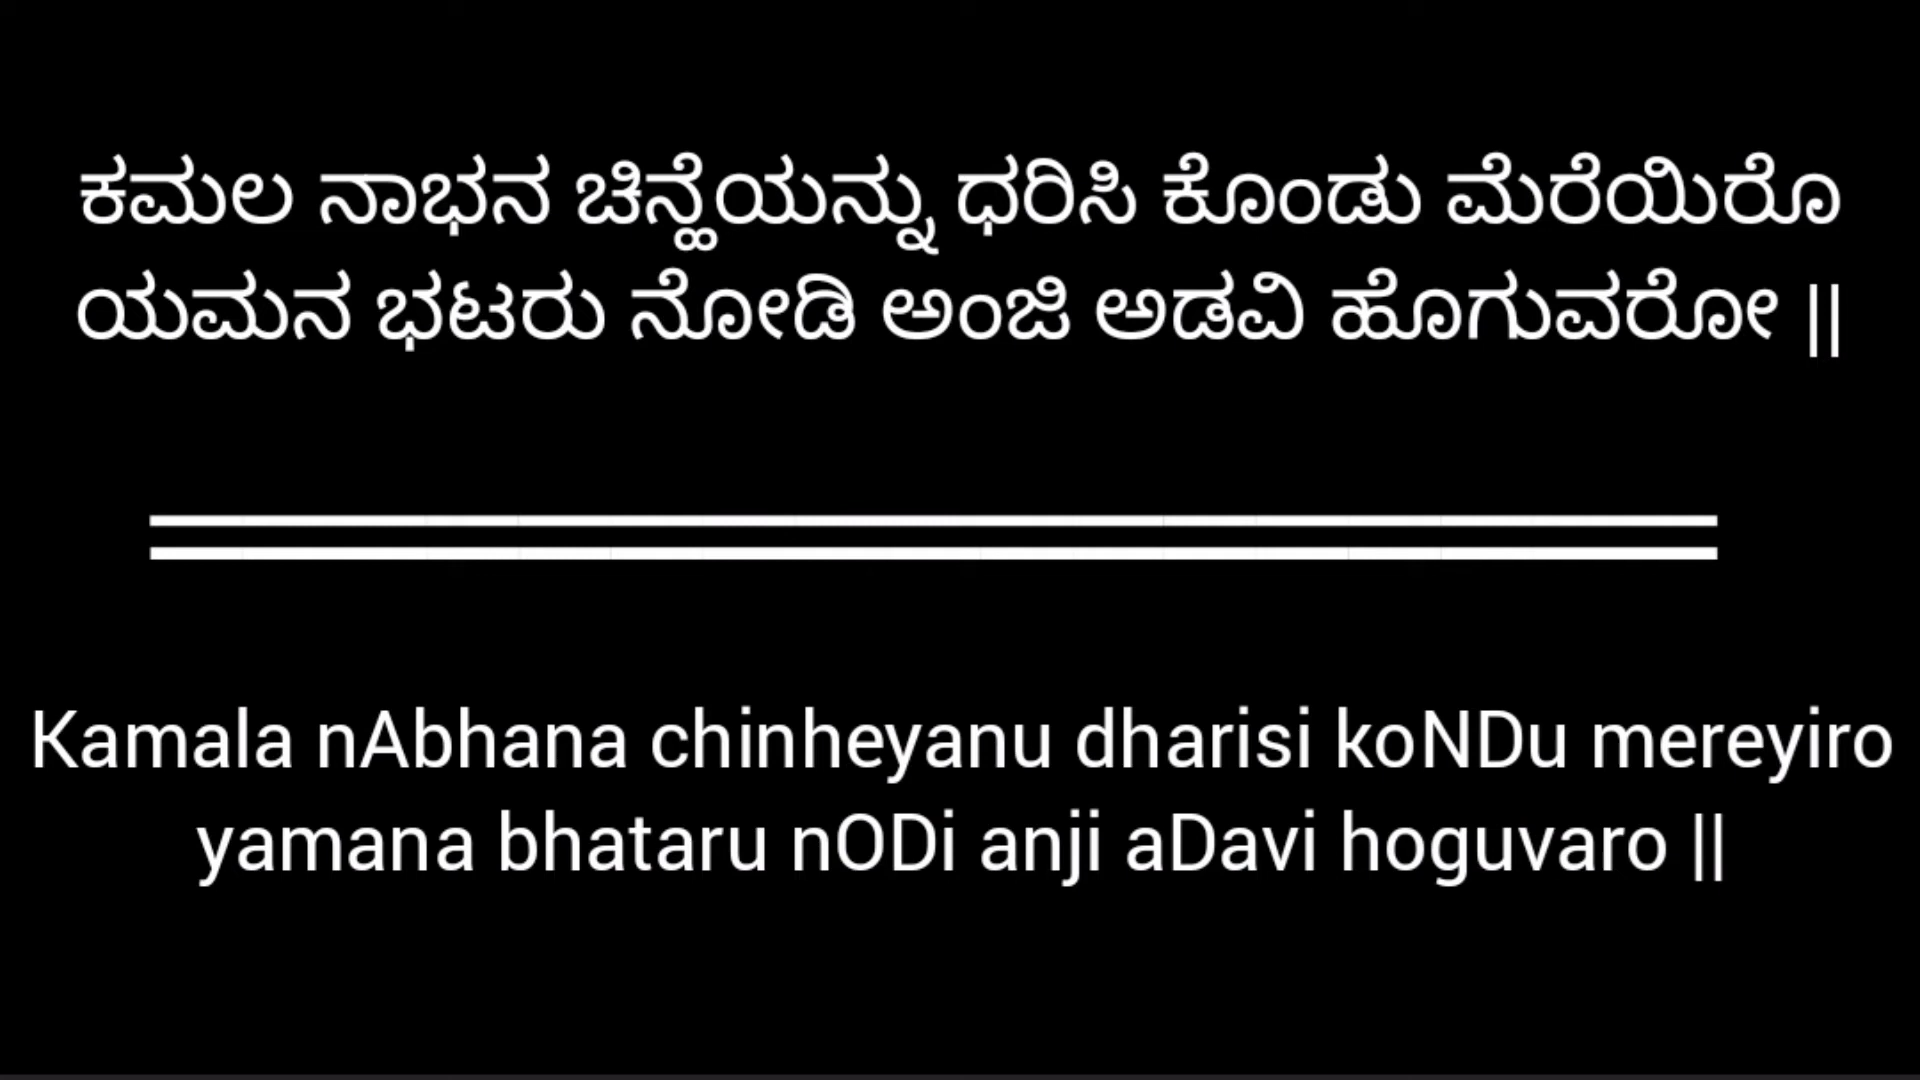 ಕಮಲ ನಾಭನ ಚಿನ್ಹೆಯನ್ನು ಧರಿಸಿ ಕೊಂಡು ಮೆರೆಯಿರೊ
ಯಮನ ಭಟರು ನೋಡಿ ಅಂಜಿ ಅಡವಿ ಹೊಗುವರೋ ||
Kamala nAbhana chinheyanu dharisi koNDu mereyiro
yamana bhataru nODi anji aDavi hoguvaro ||